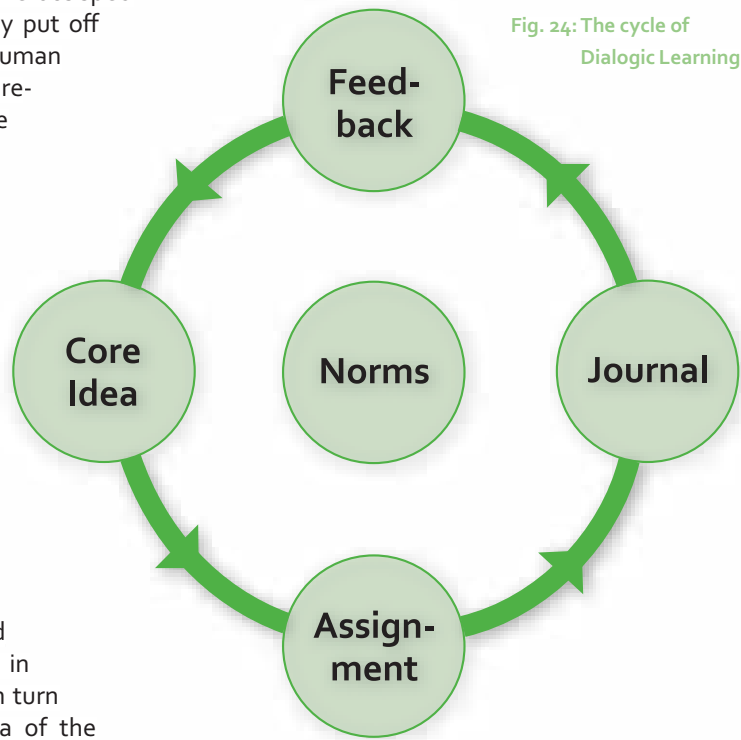 y put off
uman
re-
e
Fig. 24: The cycle of
Dialogic Learning
Feed-
back
Core
Idea
Norms
Journal
Assign-
ment
d
in
n turn
a of the